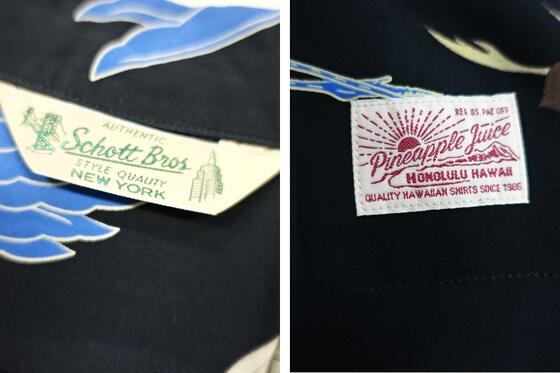 AUTHENTIC
Schott Bros
STYLE QUALITY
NEW YORK
REG. US. PAT. OFF
Pineapple Juice
HONOLULU HAWAII
QUALITY HAWAIIAN SHIRTS SINCE 1986